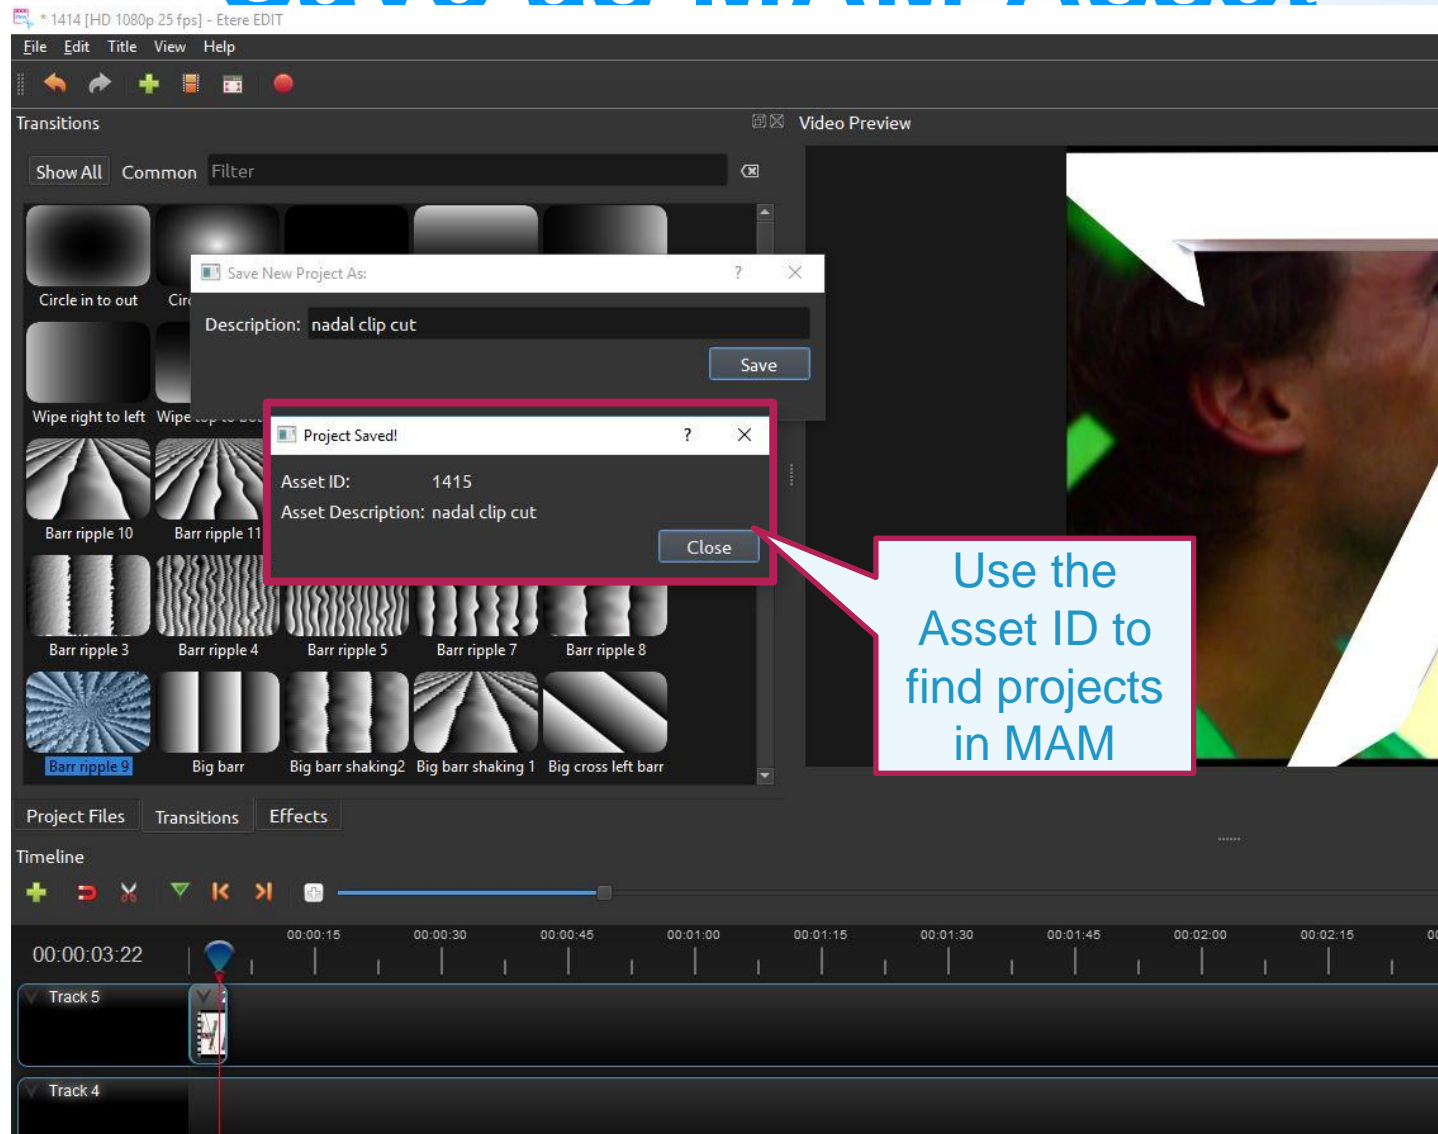 Save as MAM Asset
* 1414 [HD 1080p 25 fps] - Etere EDIT
File Edit Title View Help
Transitions
Video Preview
Show All Common Filter
Save New Project As: ?
Circle in to out
Description: nadal clip cut
Save
Wipe right to left
Project Saved! ?
Asset ID: 1415
Asset Description: nadal clip cut
Close
Barr ripple 10 Barr ripple 11
Use the
Asset ID to
find projects
in MAM
Barr ripple 3 Barr ripple 4 Barr ripple 5 Barr ripple 7 Barr ripple 8
Barr ripple 9 Big barr Big barr shaking2 Big barr shaking 1 Big cross left barr
Project Files Transitions Effects
Timeline
00:00:15 00:00:30 00:00:45 00:01:00 00:01:15 00:01:30 00:01:45 00:02:00 00:02:15
00:00:03:22
Track 5
Track 4